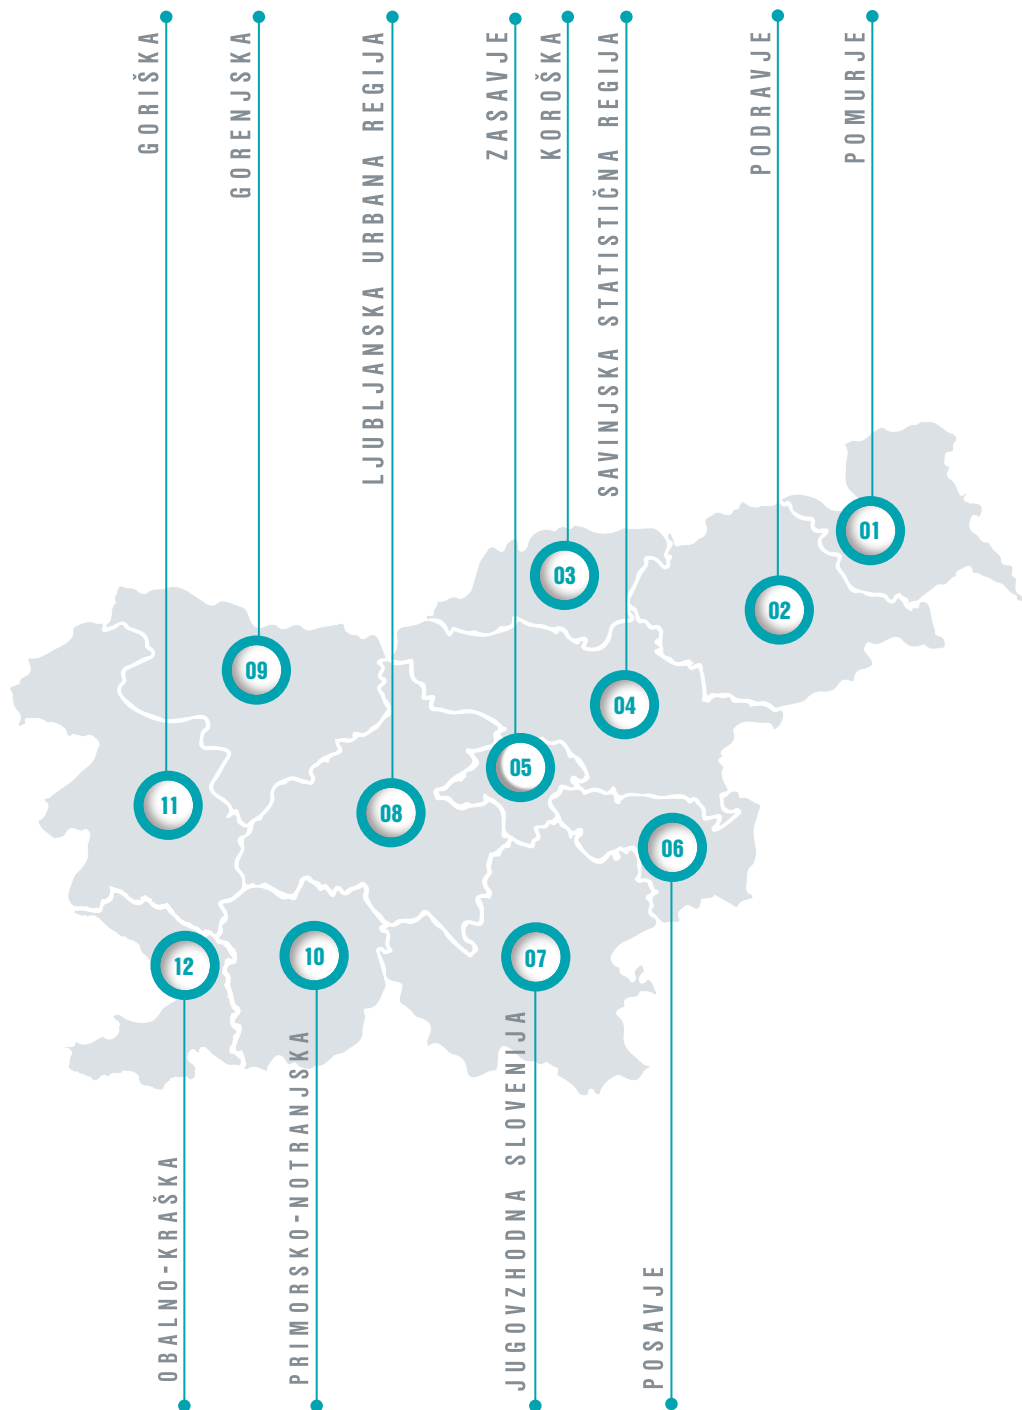 GORIŠKA
GORENJSKA
LJUBLJANSKA URBANA REGIJA
ZASAVJE
KOROŠKA
SAVINJSKA STATISTIČNA REGIJA
PODRAVJE
POMURJE
01
03
02
09
04
05
11
08
06
12
10
07
OBALNO-KRAŠKA
PRIMORSKO-NOTRANJSKA
JUGOVZHODNA SLOVENIJA
POSAVJE